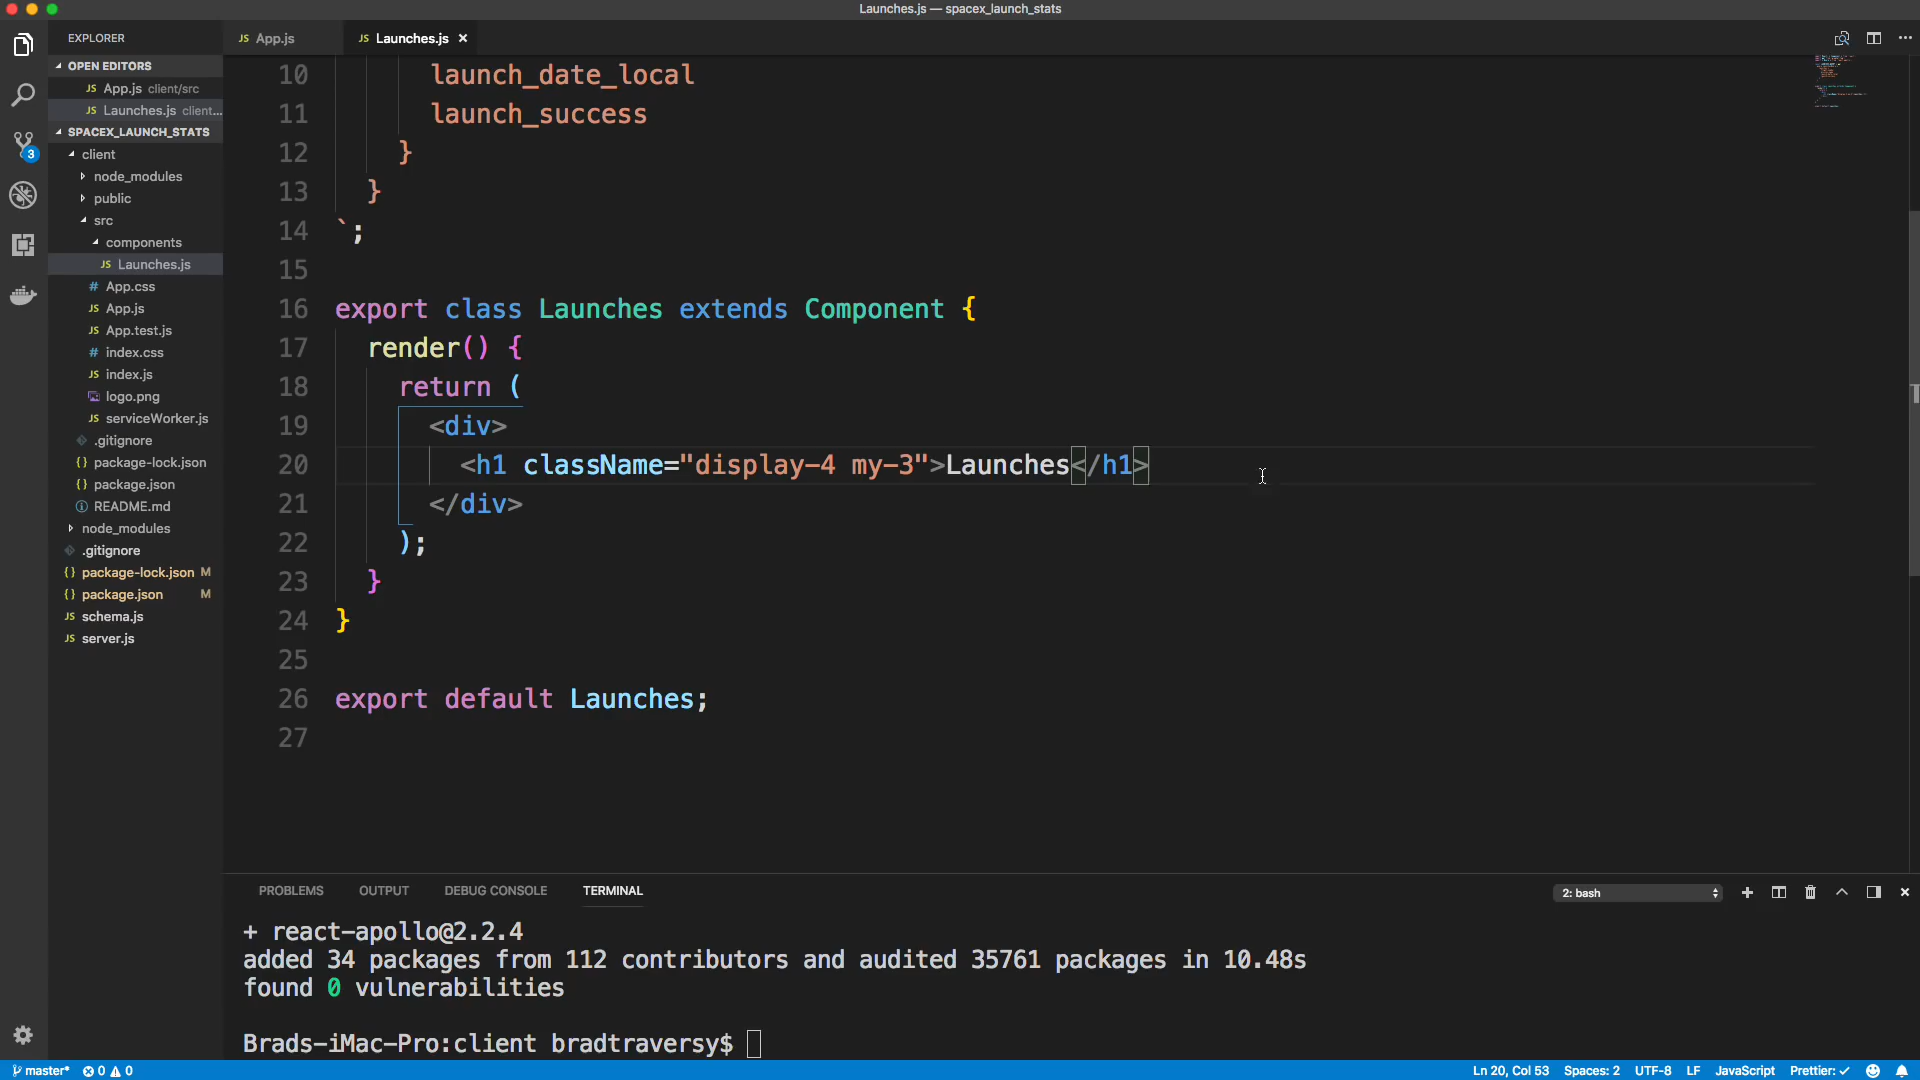 Launches.js — spacex_launch_stats
EXPLORER
OPEN EDITORS
JS App.js client/src
JS Launches.js client...
SPACEX_LAUNCH_STATS
client
node_modules
public
src
components
JS Launches.js
# App.css
JS App.js
JS App.test.js
# index.css
JS index.js
logo.png
JS serviceWorker.js
.gitignore
{} package-lock.json
{} package.json
README.md
node_modules
.gitignore
{} package-lock.json M
{} package.json M
JS schema.js
JS server.js
3
JS App.js
JS Launches.js ×
10 launch_date_local
11 launch_success
12 }
13 }
14 `;
15
16 export class Launches extends Component {
17 render() {
18 return (
19 <div>
20 <h1 className="display-4 my-3">Launches</h1>
21 </div>
22 );
23 }
24 }
25
26 export default Launches;
27
PROBLEMS OUTPUT DEBUG CONSOLE TERMINAL
2: bash
+ react-apollo@2.2.4
added 34 packages from 112 contributors and audited 35761 packages in 10.48s
found 0 vulnerabilities
Brads-iMac-Pro:client bradtraversy$
master* 0 0
Ln 20, Col 53 Spaces: 2 UTF-8 LF JavaScript Prettier: ✓